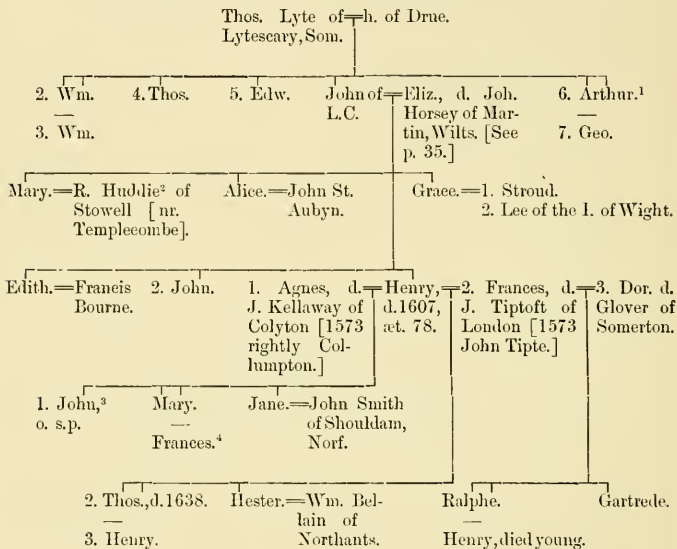 Thos. Lyte of=h. of Drue.
Lytescary, Som.
2. Wm. 4. Thos. 5. Edw. John of=Eliz., d. Joh. 6. Arthur.¹
— L.C. Horsey of Mar- —
3. Wm. tin, Wilts. [See 7. Geo.
p. 35.]
Mary.=R. Huddie² of Alice.=John St. Grace.=1. Stroud.
Stowell [nr. Aubyn. 2. Lee of the I. of Wight.
Templecombe].
Edith.=Francis 2. John. 1. Agnes, d.=Henry,=2. Frances, d.=3. Dor. d.
Bourne. J. Kellaway of d. 1607, J. Tiptoft of Glover of
Colyton [1573 æt. 78. London [1573 Somerton.
rightly Col- John Tipte.]
lumpton.]
1. John,³ Mary. Jane.=John Smith
o. s.p. — of Shouldam,
Frances.⁴ Norf.
2. Thos., d. 1638. Hester.=Wm. Bel- Ralphe. Gartrede.
— lain of —
3. Henry. Northants. Henry, died young.